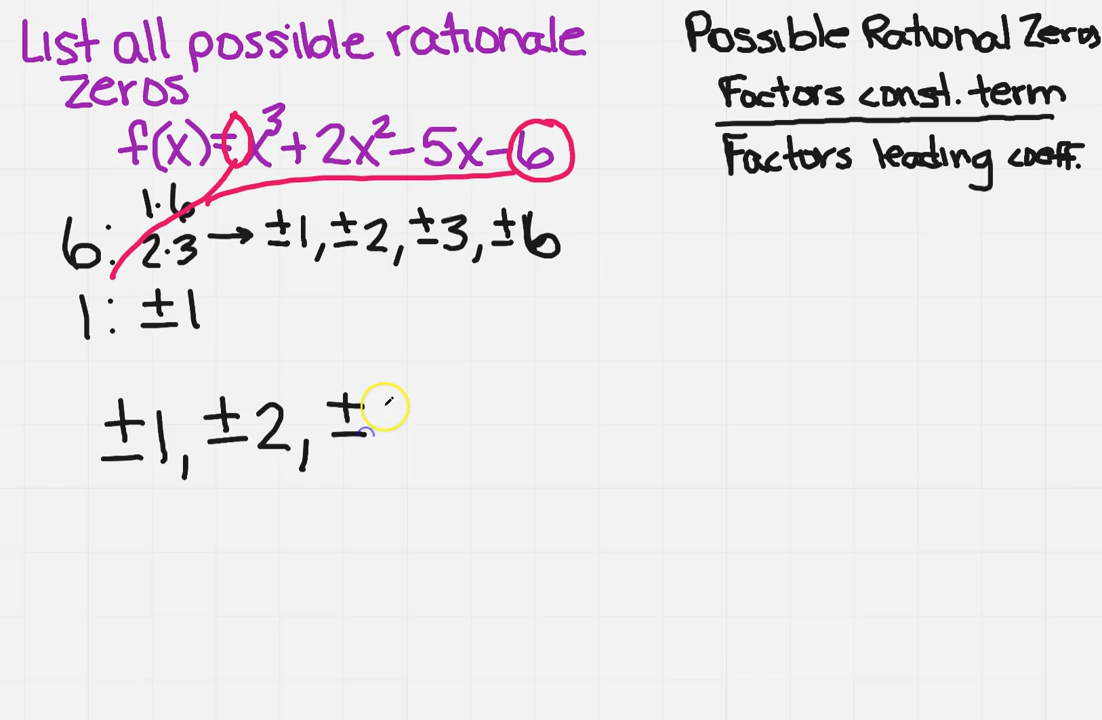 List all possible rationale
zeros
f(x)=x³+2x²-5x-6
6: 1·6
2·3 → ±1, ±2, ±3, ±6
1: ±1
±1, ±2, ±
Possible Rational Zeros
Factors const. term
Factors leading coeff.